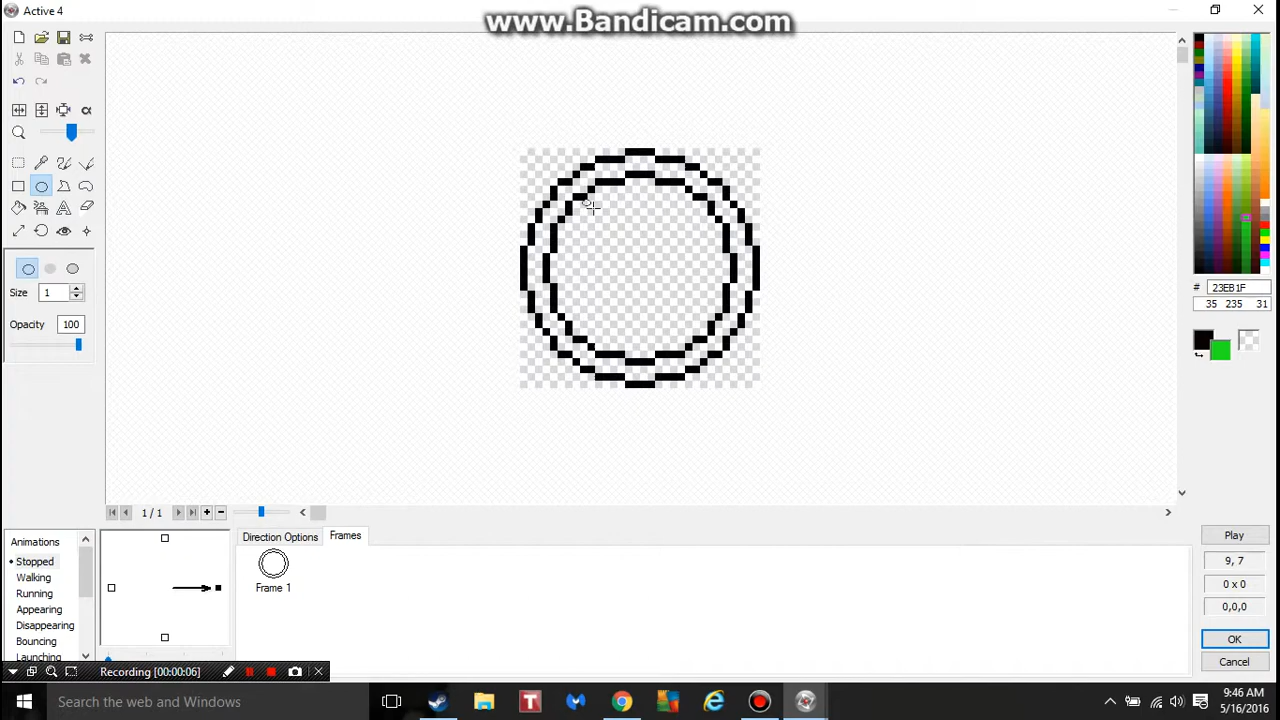 www.Bandicam.com
Active 4
Size 1
Opacity 100
# 23EB1F
35 235 31
1 / 1
Animations
Stopped
Walking
Running
Appearing
Disappearing
Bouncing
Launching
Direction Options
Frames
Frame 1
Play
9, 7
0 x 0
0,0,0
OK
Cancel
Recording [00:00:06]
Search the web and Windows
9:46 AM
5/16/2016